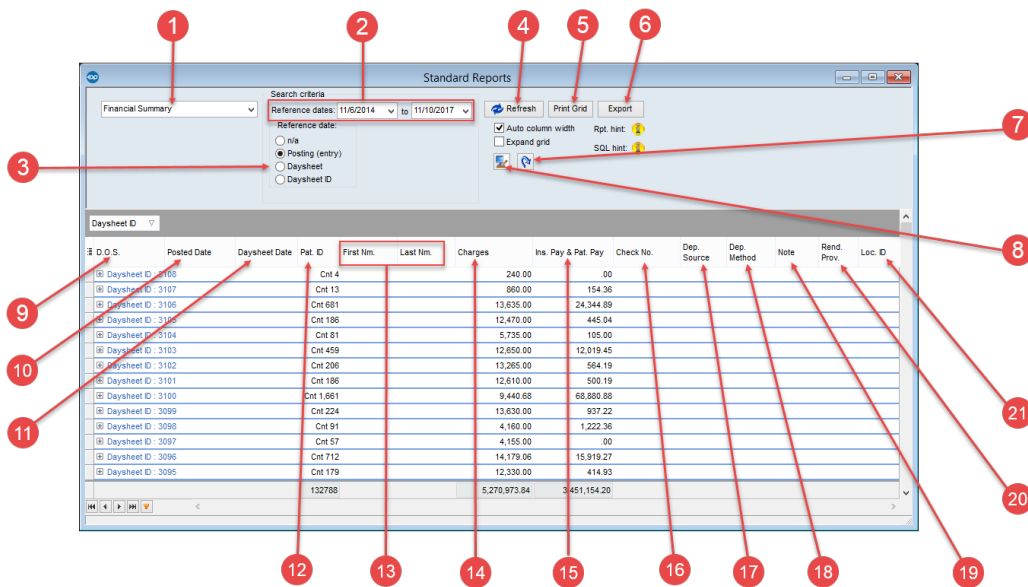 1
2
4
5
6
Standard Reports
Financial Summary
Search criteria
Reference dates: 11/6/2014 to 11/10/2017
Refresh Print Grid Export
Reference date:
n/a
Posting (entry)
Daysheet
Daysheet ID
Auto column width
Expand grid
Rpt. hint:
SQL hint:
3
7
8
Daysheet ID
D.O.S. Posted Date Daysheet Date Pat. ID First Nm. Last Nm. Charges Ins. Pay & Pat. Pay Check No. Dep. Source Dep. Method Note Rend. Prov. Loc. ID
Daysheet ID : 3108 Cnt 4 240.00 .00
Daysheet ID : 3107 Cnt 13 860.00 154.36
Daysheet ID : 3106 Cnt 681 13,635.00 24,344.89
Daysheet ID : 3105 Cnt 186 12,470.00 445.04
Daysheet ID : 3104 Cnt 81 5,735.00 105.00
Daysheet ID : 3103 Cnt 459 12,650.00 12,019.45
Daysheet ID : 3102 Cnt 206 13,265.00 564.19
Daysheet ID : 3101 Cnt 186 12,610.00 500.19
Daysheet ID : 3100 Cnt 1,661 9,440.68 68,880.88
Daysheet ID : 3099 Cnt 224 13,630.00 937.22
Daysheet ID : 3098 Cnt 91 4,160.00 1,222.36
Daysheet ID : 3097 Cnt 57 4,155.00 .00
Daysheet ID : 3096 Cnt 712 14,179.06 15,919.27
Daysheet ID : 3095 Cnt 179 12,330.00 414.93
132788 5,270,973.84 3,451,154.20
9
10
11
21
20
12
13
14
15
16
17
18
19